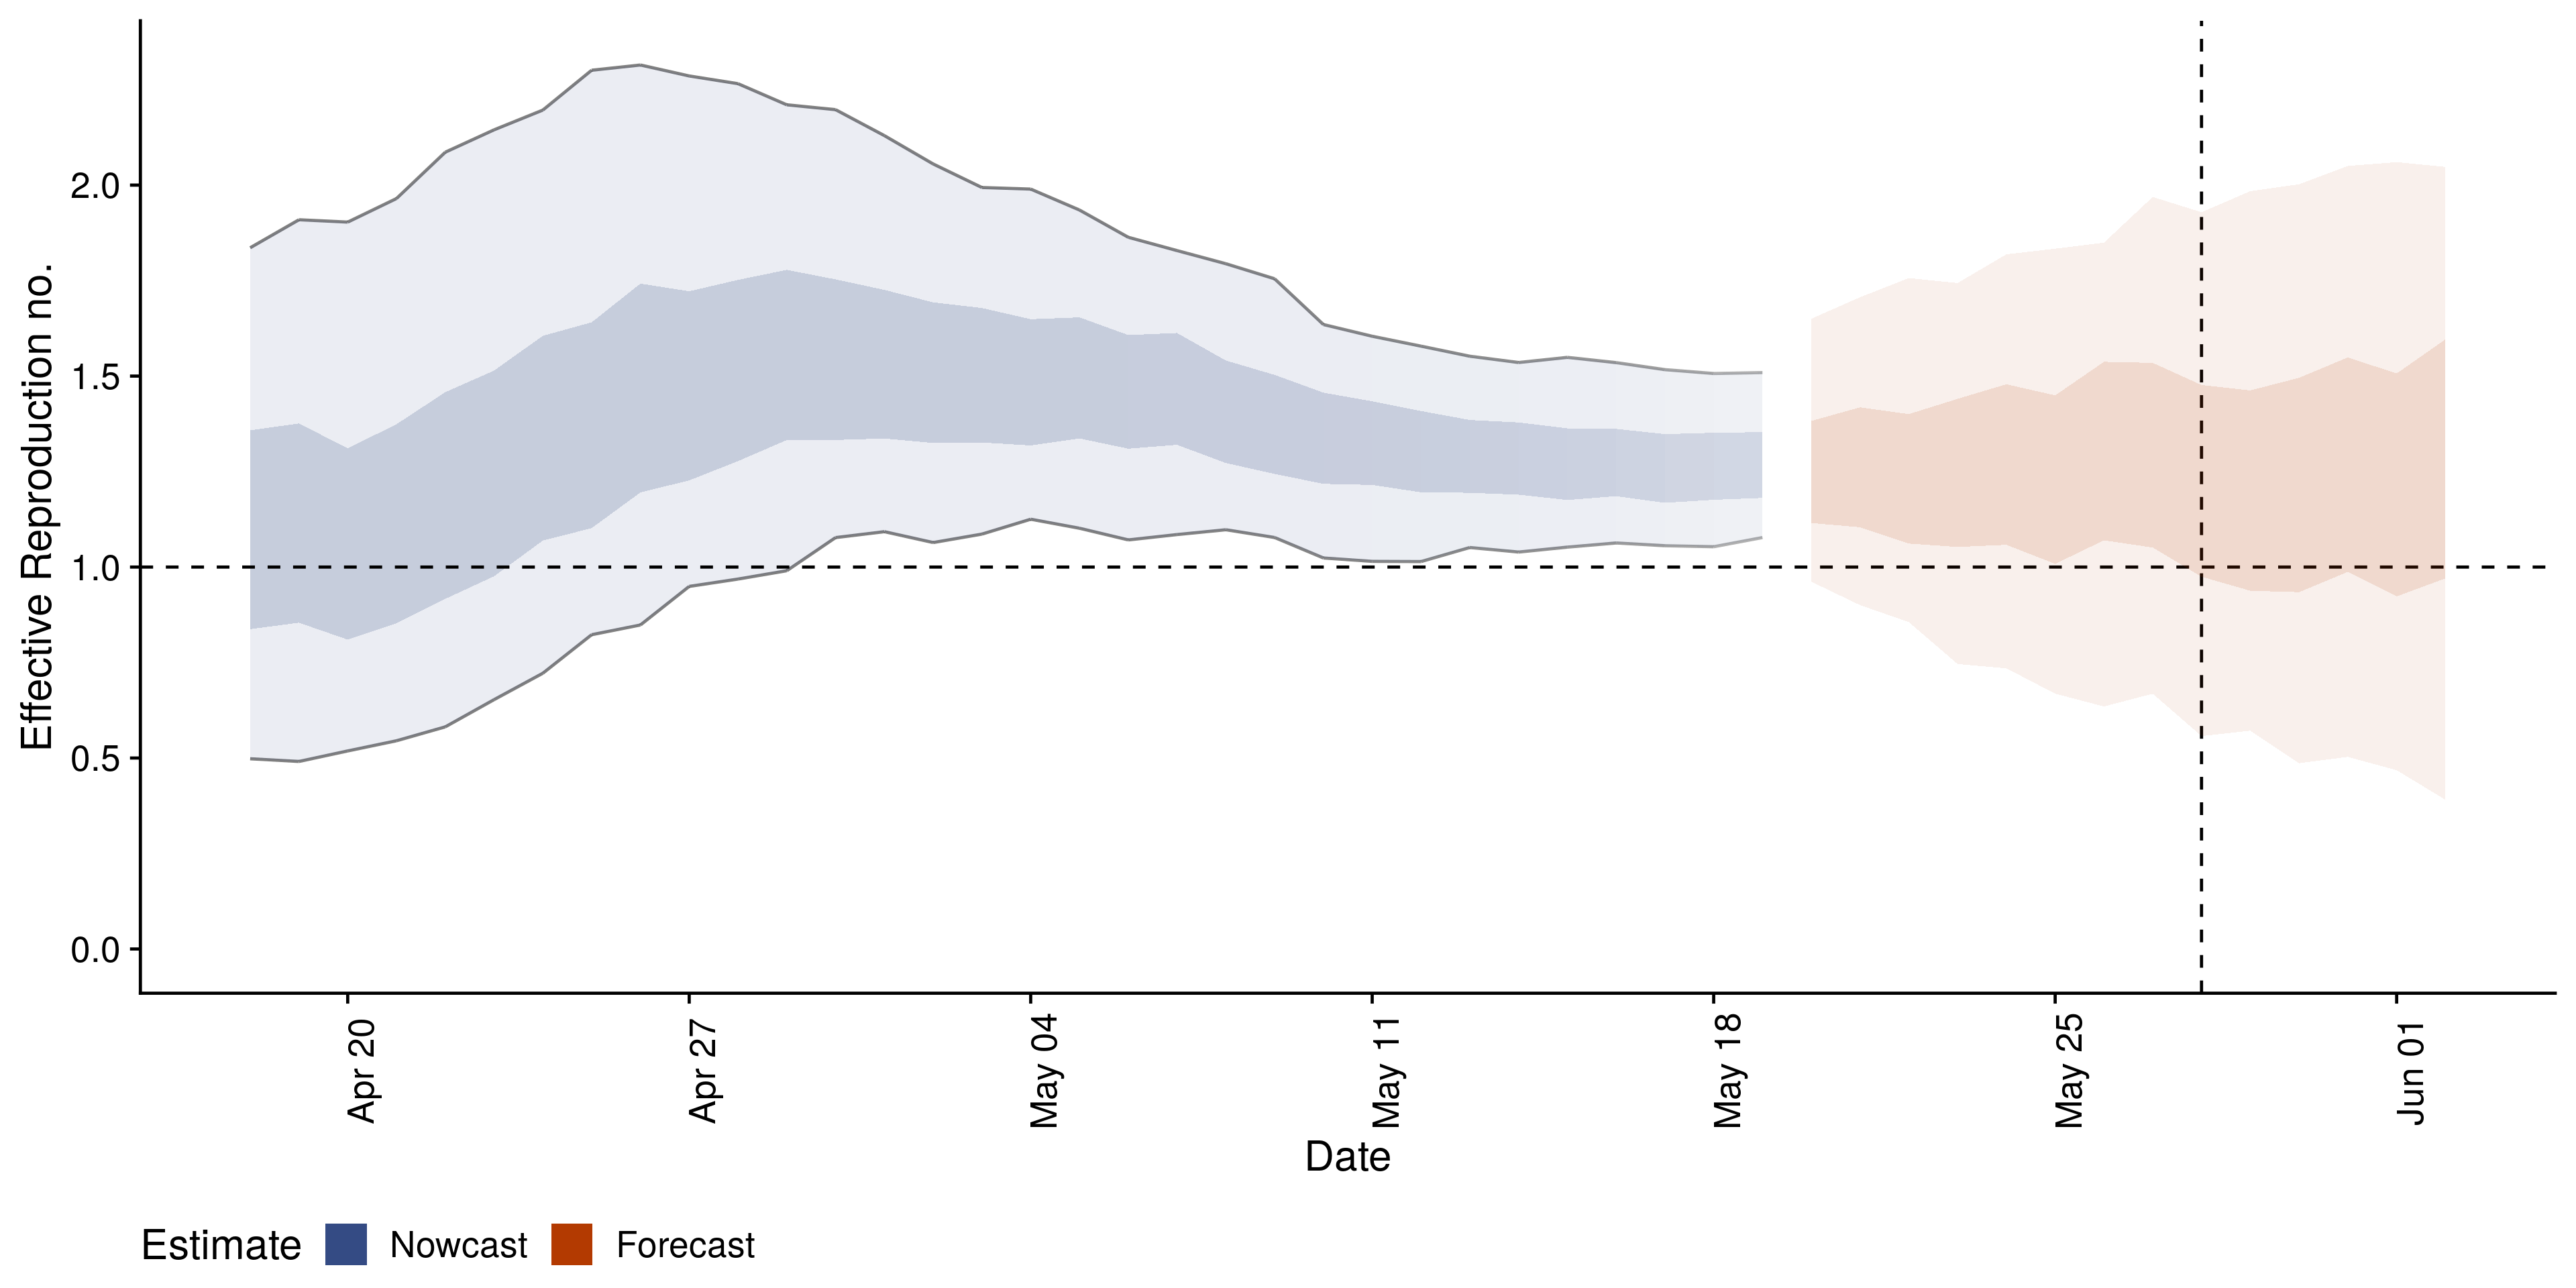 Effective Reproduction no.
2.0
1.5
1.0
0.5
0.0
Apr 20
Apr 27
May 04
May 11
May 18
May 25
Jun 01
Date
Estimate Nowcast Forecast